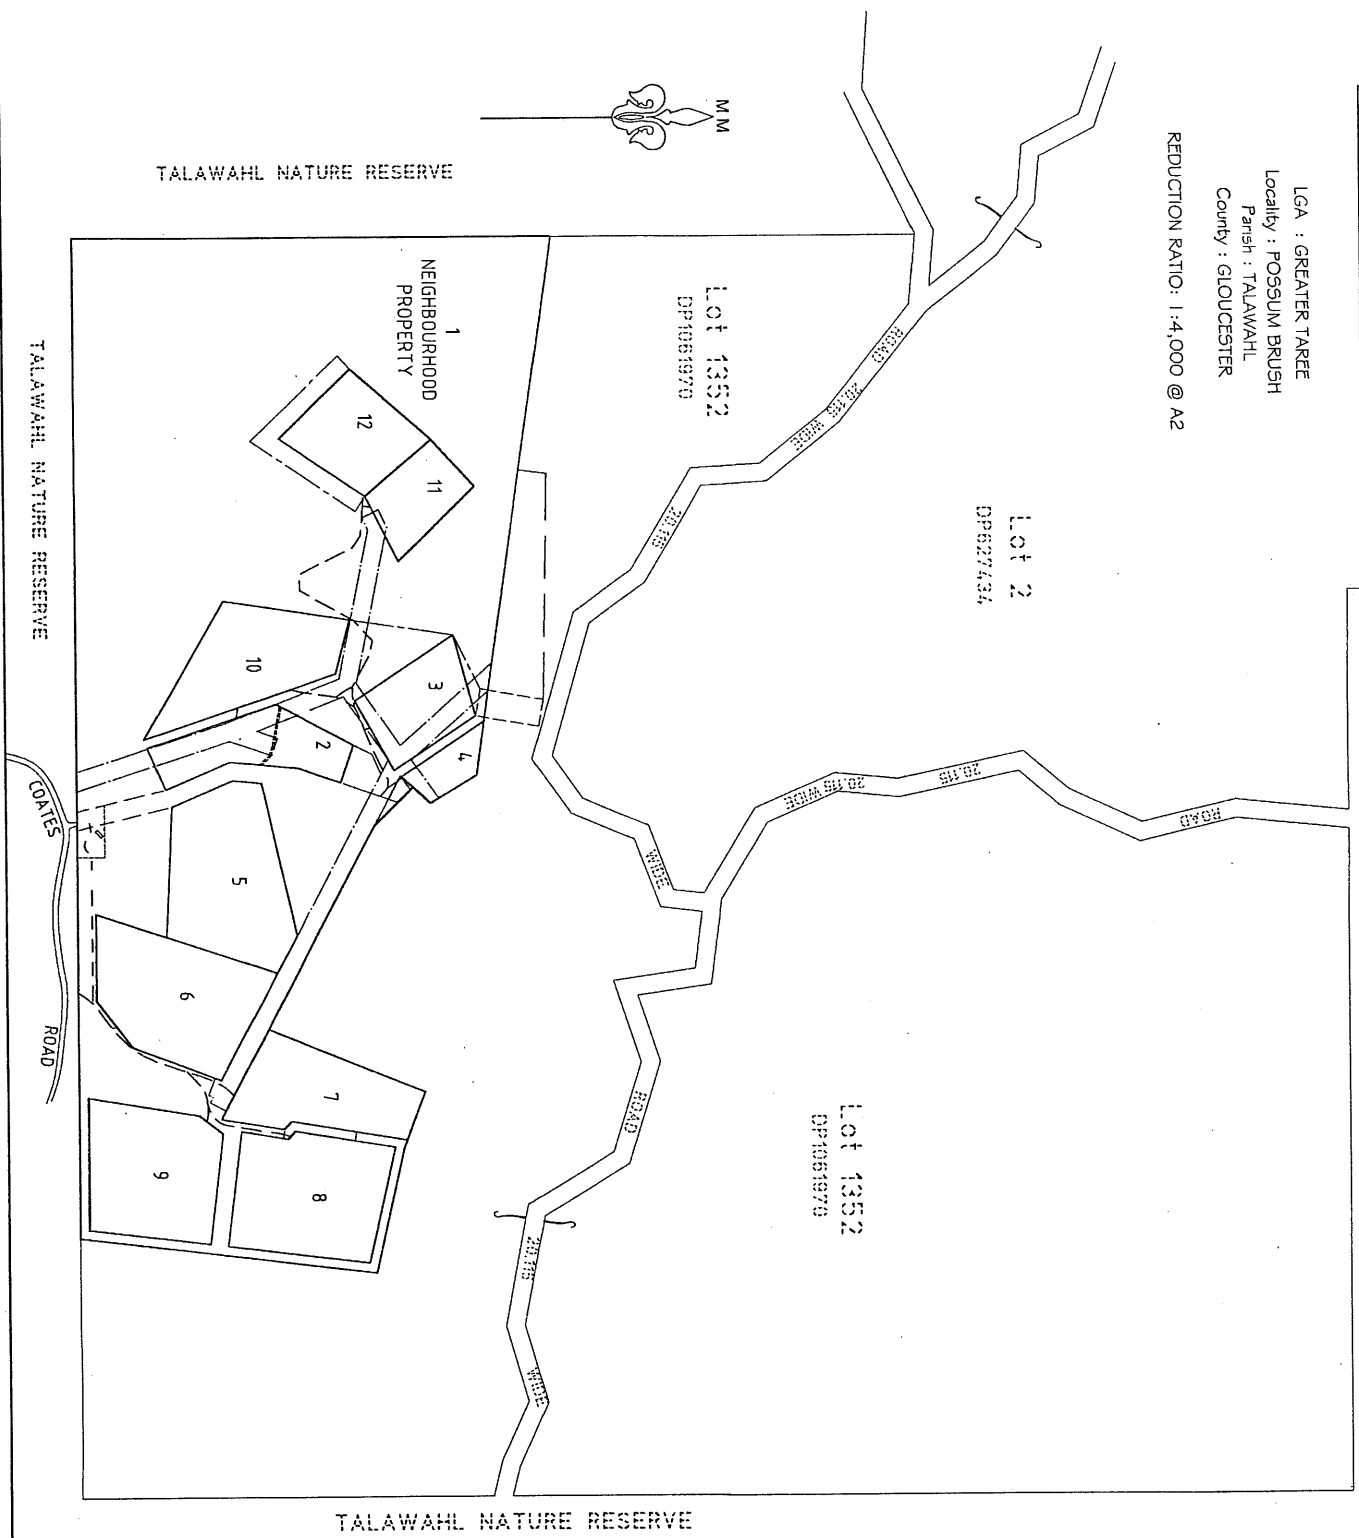 LGA : GREATER TAREE
Locality : POSSUM BRUSH
Parish : TALAWAHL
County : GLOUCESTER
REDUCTION RATIO: 1:4,000 @ A2
M M
TALAWAHL NATURE RESERVE
1
NEIGHBOURHOOD
PROPERTY
Lot 1352
DP1061970
ROAD
20.115 WIDE
20.115
WIDE
Lot 2
DP627434
20.115 WIDE
20.115
ROAD
Lot 1352
DP1061970
ROAD
20.115
WIDE
12
11
10
3
4
2
5
6
7
8
9
TALAWAHL NATURE RESERVE
COATES
ROAD
TALAWAHL NATURE RESERVE